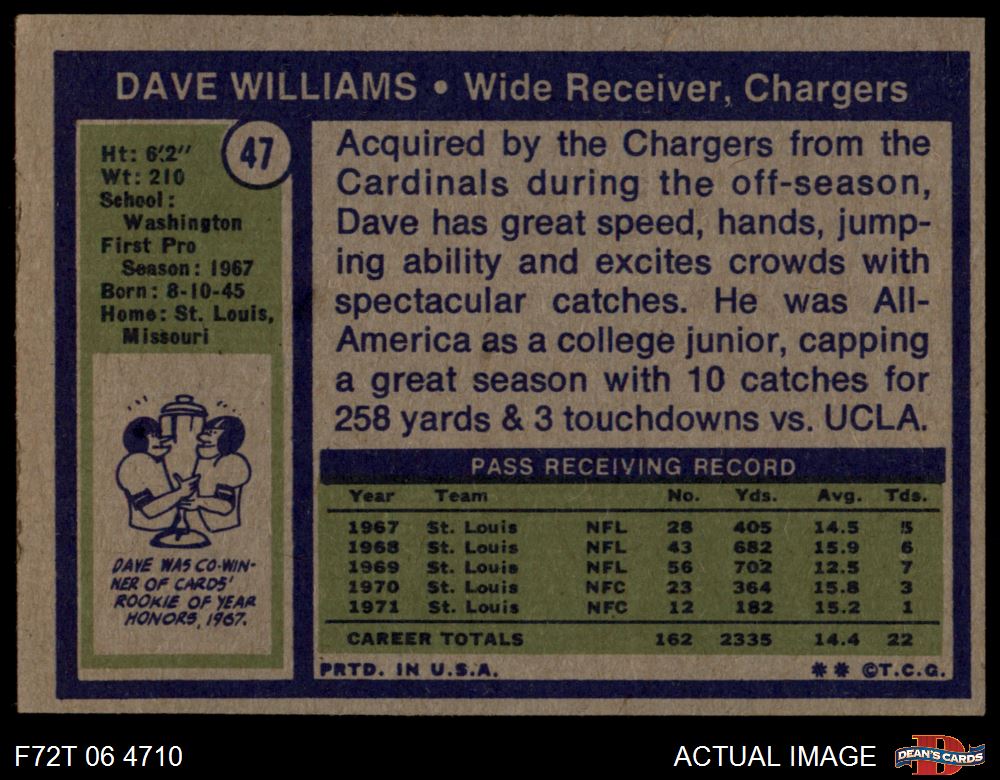 DAVE WILLIAMS • Wide Receiver, Chargers
47
Ht: 6'2"
Wt: 210
School:
Washington
First Pro
Season: 1967
Born: 8-10-45
Home: St. Louis,
Missouri
DAVE WAS CO-WIN-
NER OF CARDS'
ROOKIE OF YEAR
HONORS, 1967.
Acquired by the Chargers from the
Cardinals during the off-season,
Dave has great speed, hands, jump-
ing ability and excites crowds with
spectacular catches. He was All-
America as a college junior, capping
a great season with 10 catches for
258 yards & 3 touchdowns vs. UCLA.
PASS RECEIVING RECORD
Year Team No. Yds. Avg. Tds.
1967 St. Louis NFL 28 405 14.5 5
1968 St. Louis NFL 43 682 15.9 6
1969 St. Louis NFL 56 702 12.5 7
1970 St. Louis NFC 23 364 15.8 3
1971 St. Louis NFC 12 182 15.2 1
CAREER TOTALS 162 2335 14.4 22
PRTD. IN U.S.A. ** ©T.C.G.
F72T 06 4710 ACTUAL IMAGE DEAN'S CARDS